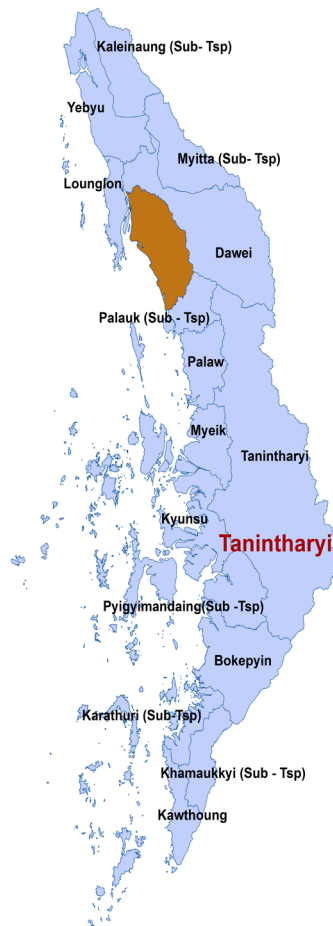 Kaleinaung (Sub- Tsp)
Yebyu
Myitta (Sub- Tsp)
Launglon
Dawei
Palauk (Sub - Tsp)
Palaw
Myeik
Tanintharyi
Kyunsu
Tanintharyi
Pyigyimandaing(Sub -Tsp)
Bokepyin
Karathuri (Sub-Tsp)
Khamaukkyi (Sub - Tsp)
Kawthoung